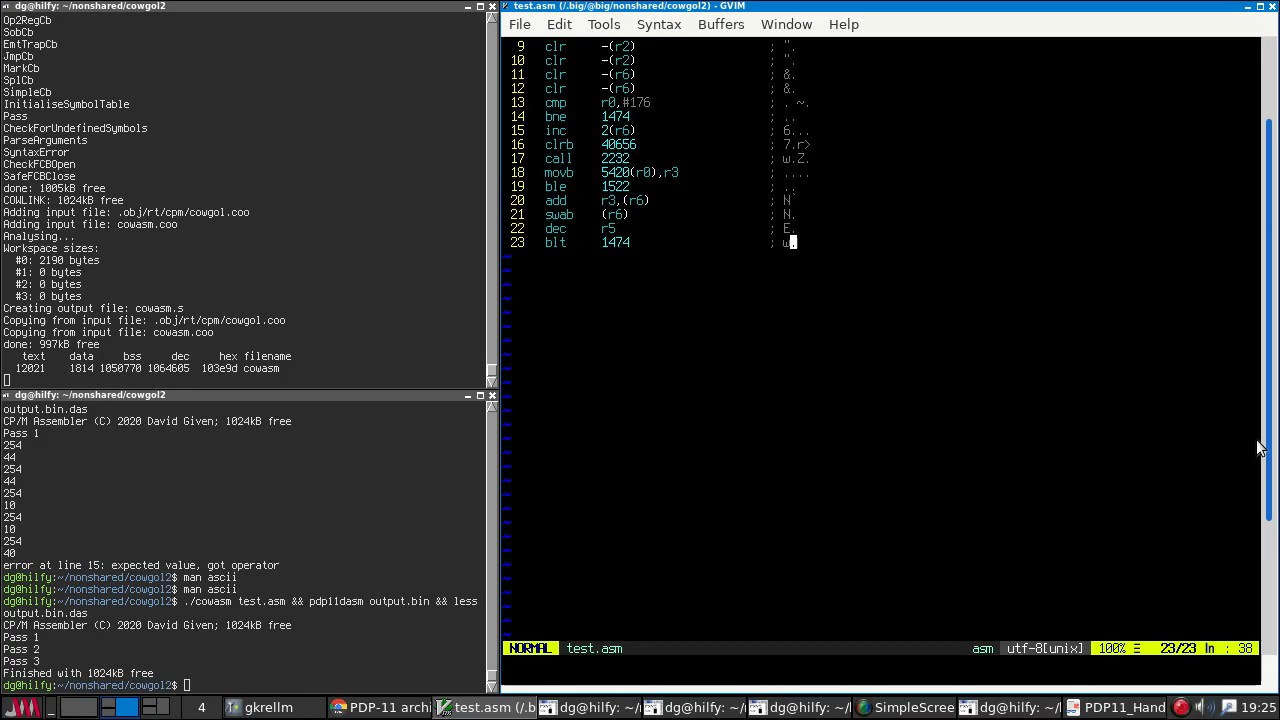 dg@hilfy: ~/nonshared/cowgol2
Op2RegCb
SobCb
EmtTrapCb
JmpCb
MarkCb
SplCb
SimpleCb
InitialiseSymbolTable
Pass
CheckForUndefinedSymbols
ParseArguments
SyntaxError
CheckFCBOpen
SafeFCBClose
done: 1005kB free
COWLINK: 1024kB free
Adding input file: .obj/rt/cpm/cowgol.coo
Adding input file: cowasm.coo
Analysing...
Workspace sizes:
#0: 2190 bytes
#1: 0 bytes
#2: 0 bytes
#3: 0 bytes
Creating output file: cowasm.s
Copying from input file: .obj/rt/cpm/cowgol.coo
Copying from input file: cowasm.coo
done: 997kB free
text data bss dec hex filename
12021 1814 1050770 1064605 103e9d cowasm
dg@hilfy: ~/nonshared/cowgol2
output.bin.das
CP/M Assembler (C) 2020 David Given; 1024kB free
Pass 1
254
44
254
44
254
10
254
10
254
40
error at line 15: expected value, got operator
dg@hilfy:~/nonshared/cowgol2$ man ascii
dg@hilfy:~/nonshared/cowgol2$ man ascii
dg@hilfy:~/nonshared/cowgol2$ ./cowasm test.asm && pdp11dasm output.bin && less
output.bin.das
CP/M Assembler (C) 2020 David Given; 1024kB free
Pass 1
Pass 2
Pass 3
Finished with 1024kB free
dg@hilfy:~/nonshared/cowgol2$
test.asm (/.big/@big/nonshared/cowgol2) - GVIM
File Edit Tools Syntax Buffers Window Help
9 clr -(r2) ; ".
10 clr -(r2) ; ".
11 clr -(r6) ; &.
12 clr -(r6) ; &.
13 cmp r0,#176 ; . ~.
14 bne 1474 ; ..
15 inc 2(r6) ; 6...
16 clrb 40656 ; 7.r>
17 call 2232 ; w.Z.
18 movb 5420(r0),r3 ; ....
19 ble 1522 ; ..
20 add r3,(r6) ; N`
21 swab (r6) ; N.
22 dec r5 ; E.
23 blt 1474 ; w.
NORMAL test.asm asm utf-8[unix] 100% ☰ 23/23 ln : 38
4 gkrellm PDP-11 archi test.asm (/.b dg@hilfy: ~/ dg@hilfy: ~/ dg@hilfy: ~/ SimpleScree dg@hilfy: ~/ PDP11_Hand 19:25